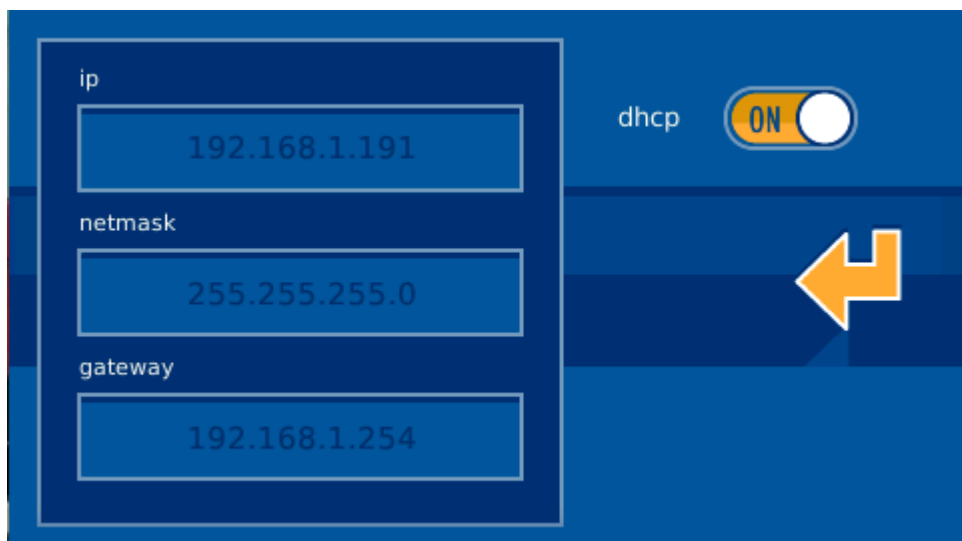 ip
192.168.1.191
dhcp
ON
netmask
255.255.255.0
gateway
192.168.1.254